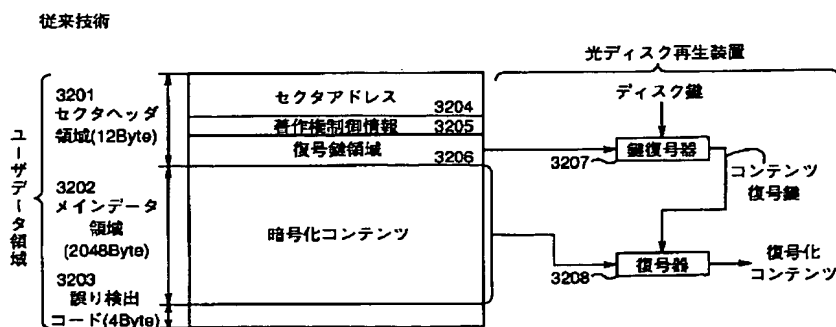 従来技術
ユーザデータ領域
3201
セクタヘッダ
領域(12Byte)
3202
メインデータ
領域
(2048Byte)
3203
誤り検出
コード(4Byte)
セクタアドレス
3204
著作権制御情報
3205
復号鍵領域
3206
暗号化コンテンツ
光ディスク再生装置
ディスク鍵
3207
鍵復号器
コンテンツ
復号鍵
3208
復号器
復号化
コンテンツ